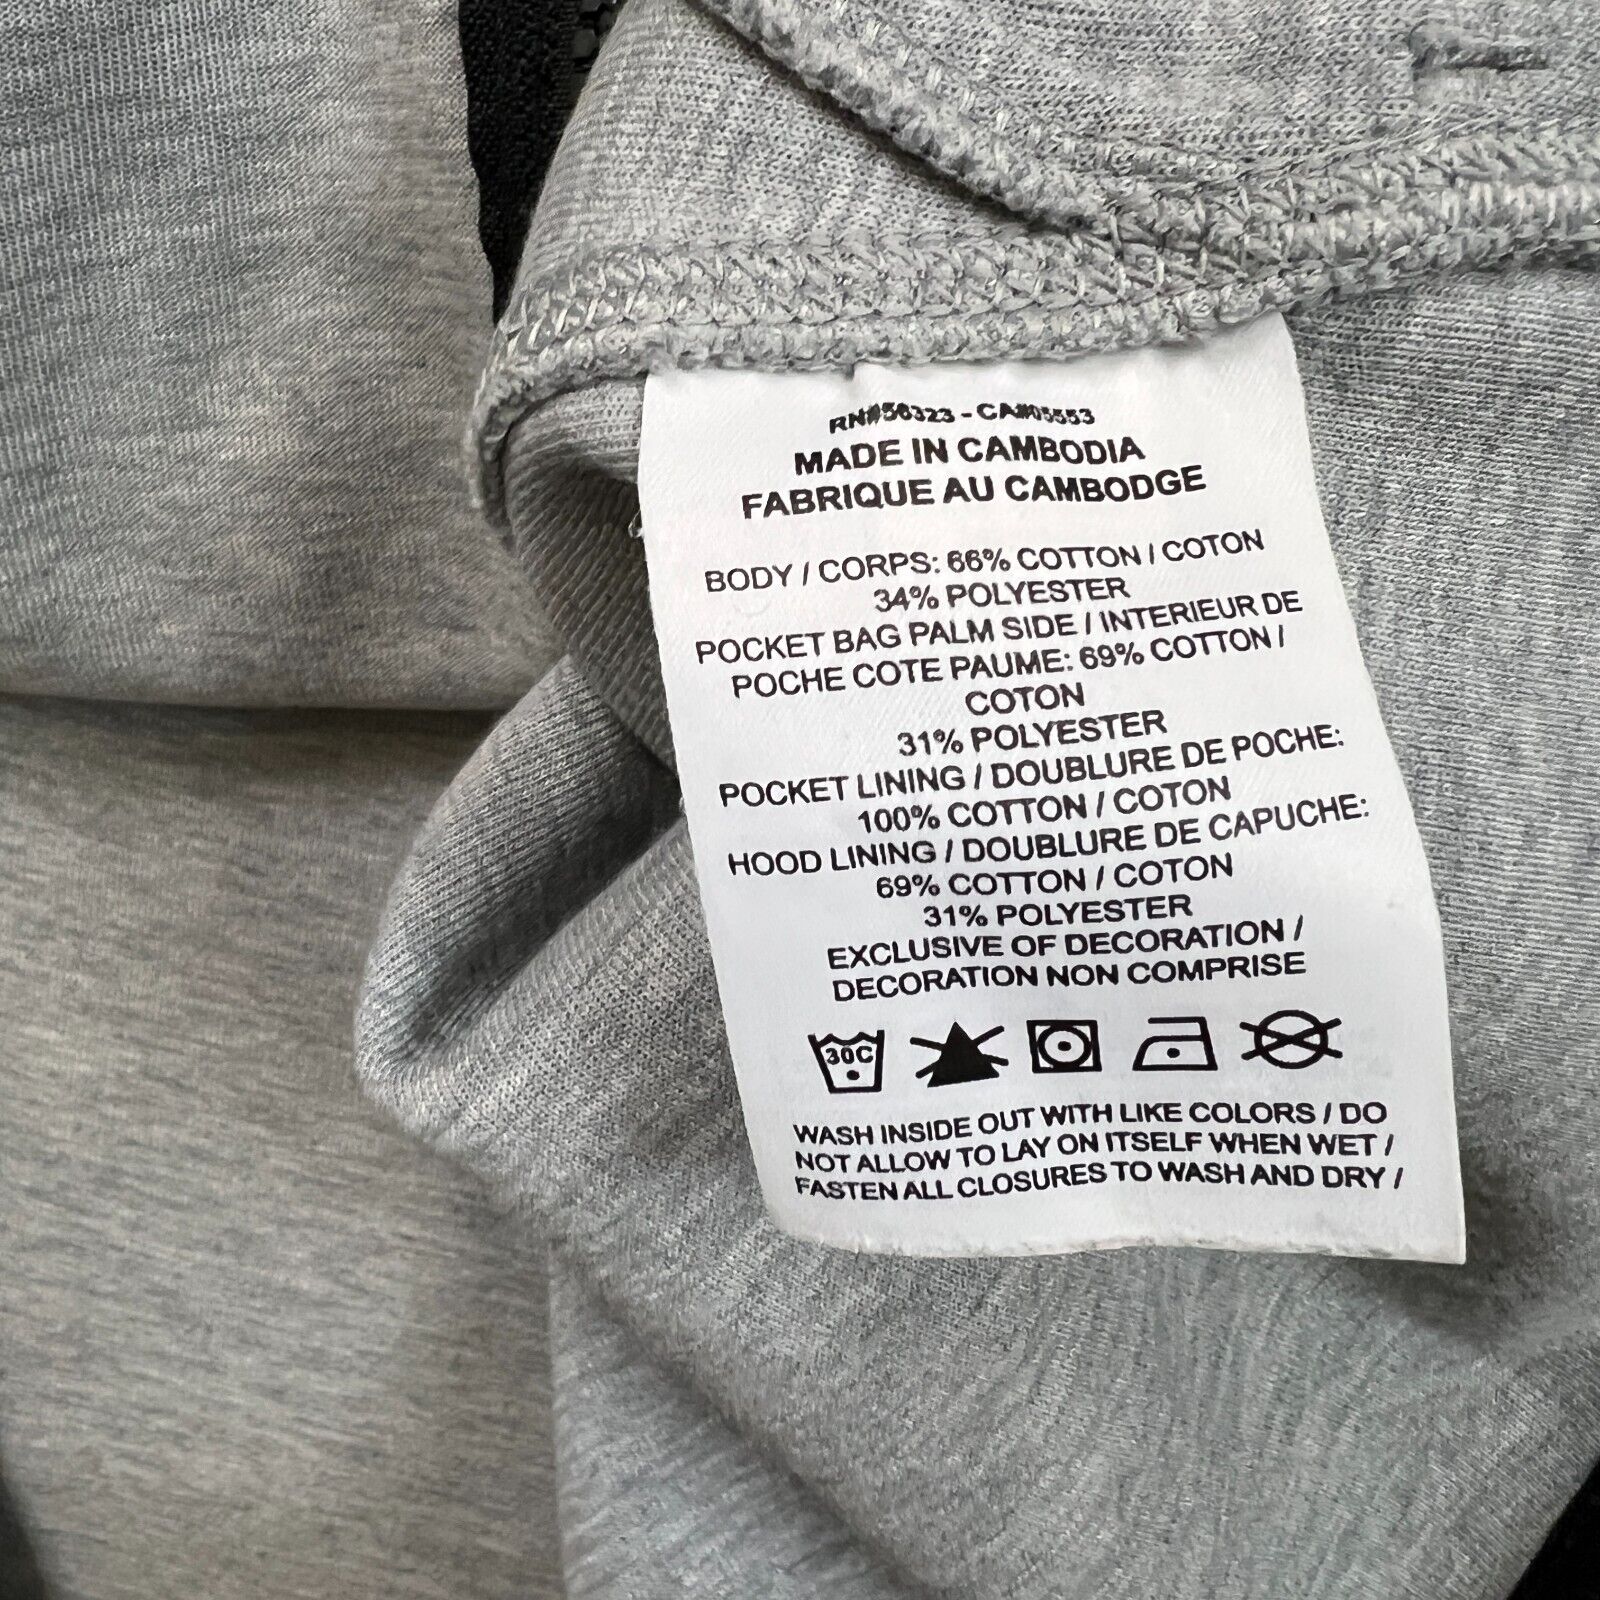 RN#56323 - CA#05553
MADE IN CAMBODIA
FABRIQUE AU CAMBODGE
BODY / CORPS: 66% COTTON / COTON
34% POLYESTER
POCKET BAG PALM SIDE / INTERIEUR DE
POCHE COTE PAUME: 69% COTTON /
COTON
31% POLYESTER
POCKET LINING / DOUBLURE DE POCHE:
100% COTTON / COTON
HOOD LINING / DOUBLURE DE CAPUCHE:
69% COTTON / COTON
31% POLYESTER
EXCLUSIVE OF DECORATION /
DECORATION NON COMPRISE
30C
WASH INSIDE OUT WITH LIKE COLORS / DO
NOT ALLOW TO LAY ON ITSELF WHEN WET /
FASTEN ALL CLOSURES TO WASH AND DRY /